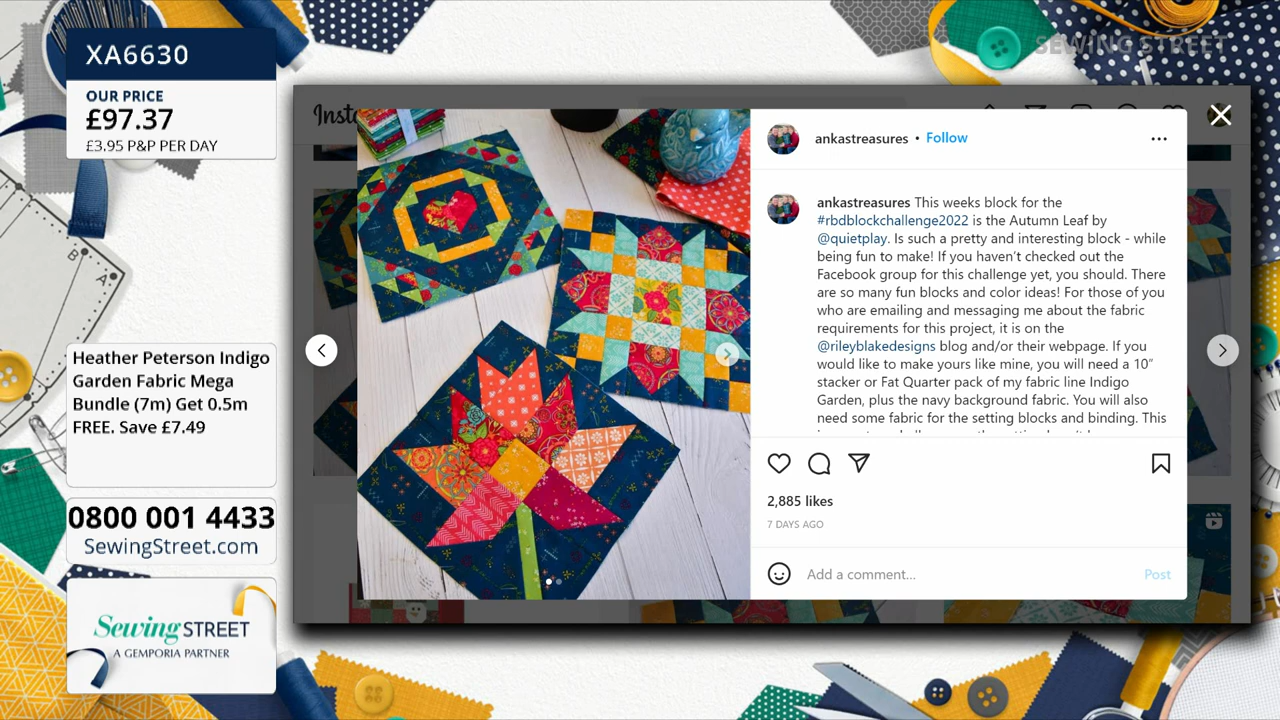 XA6630
OUR PRICE
£97.37
£3.95 P&P PER DAY
Heather Peterson Indigo
Garden Fabric Mega
Bundle (7m) Get 0.5m
FREE. Save £7.49
0800 001 4433
SewingStreet.com
Sewing STREET
A GEMPORIA PARTNER
SEWING STREET
B
A
Insta
ankastreasures • Follow
ankastreasures This weeks block for the
#rbdblockchallenge2022 is the Autumn Leaf by
@quietplay. Is such a pretty and interesting block - while
being fun to make! If you haven't checked out the
Facebook group for this challenge yet, you should. There
are so many fun blocks and color ideas! For those of you
who are emailing and messaging me about the fabric
requirements for this project, it is on the
@rileyblakedesigns blog and/or their webpage. If you
would like to make yours like mine, you will need a 10"
stacker or Fat Quarter pack of my fabric line Indigo
Garden, plus the navy background fabric. You will also
need some fabric for the setting blocks and binding. This
2,885 likes
7 DAYS AGO
Add a comment...
Post